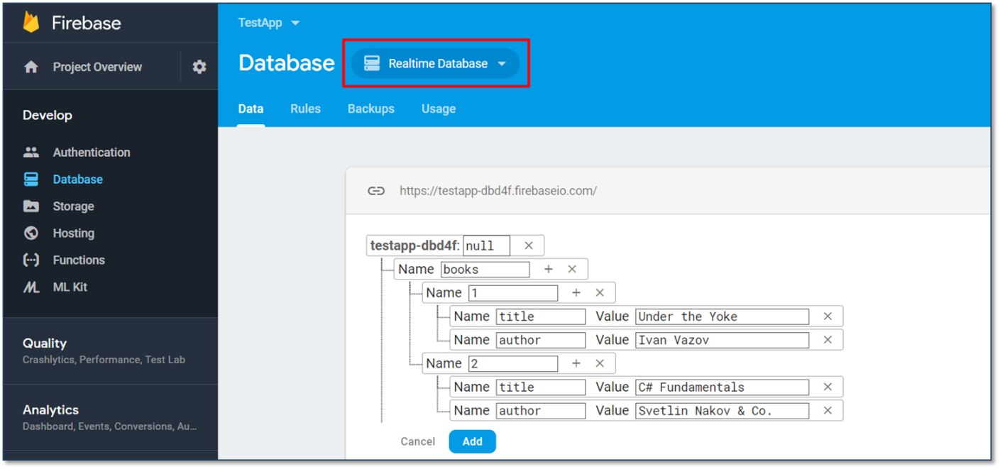 Firebase
Project Overview
Develop
Authentication
Database
Storage
Hosting
Functions
ML Kit
Quality
Crashlytics, Performance, Test Lab
Analytics
Dashboard, Events, Conversions, Au...
TestApp
Database Realtime Database
Data Rules Backups Usage
https://testapp-dbd4f.firebaseio.com/
testapp-dbd4f: null ×
Name books + ×
Name 1 + ×
Name title Value Under the Yoke ×
Name author Value Ivan Vazov ×
Name 2 + ×
Name title Value C# Fundamentals ×
Name author Value Svetlin Nakov & Co. ×
Cancel Add